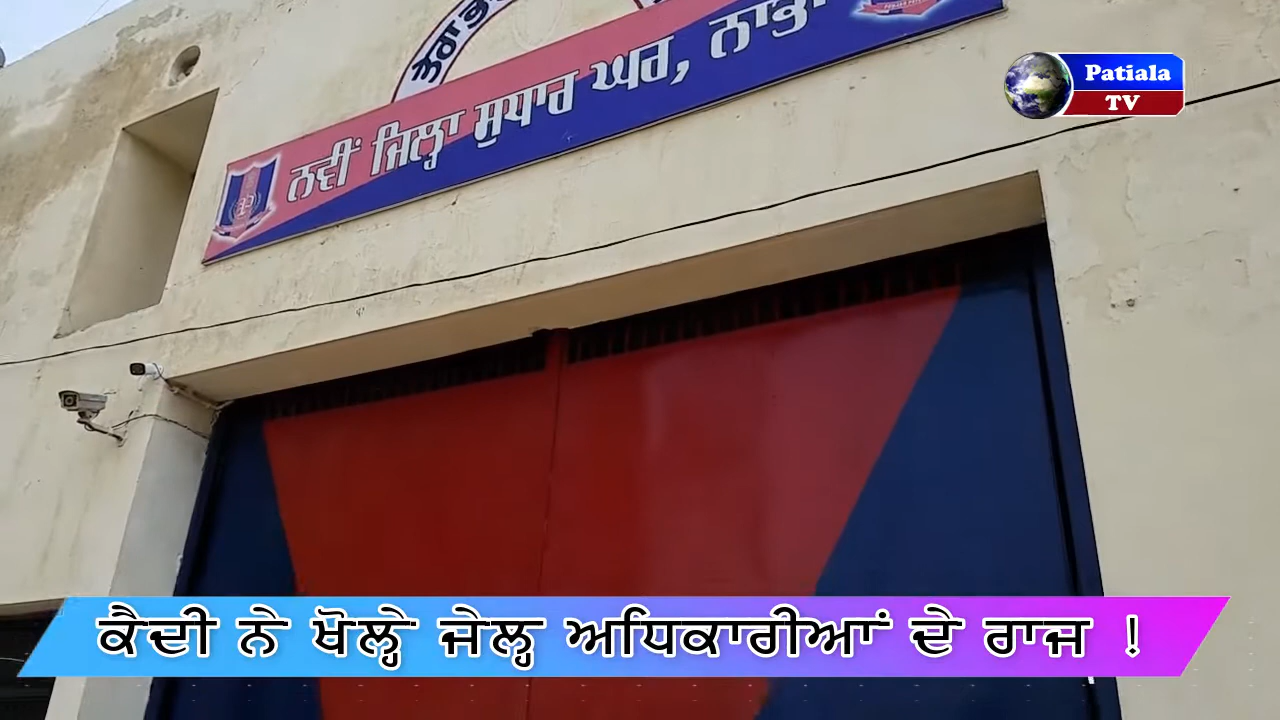 ਤੇਰਾ ਭਾ
ਨਵੀਂ ਜਿਲ੍ਹਾ ਸੁਧਾਰ ਘਰ, ਨਾਭਾ
Patiala
TV
ਕੈਦੀ ਨੇ ਖੋਲ੍ਹੇ ਜੇਲ੍ਹ ਅਧਿਕਾਰੀਆਂ ਦੇ ਰਾਜ !